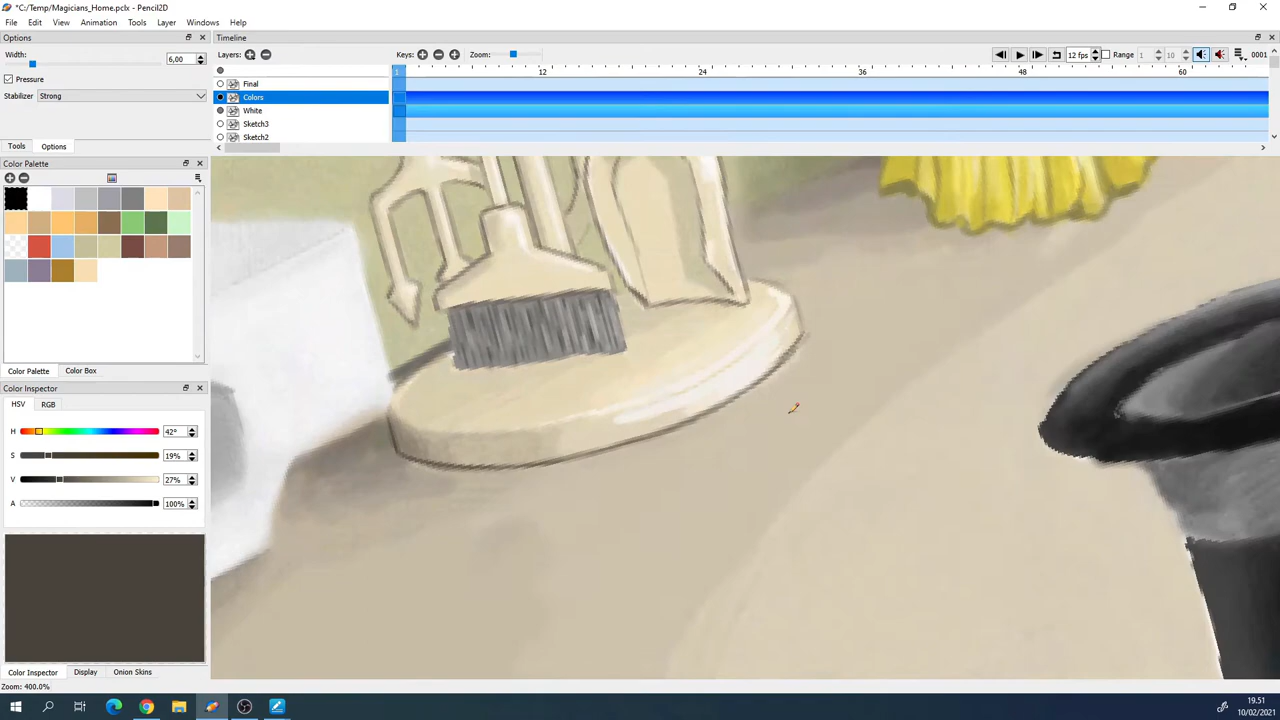 *C:/Temp/Magicians_Home.pclx - Pencil2D
File Edit View Animation Tools Layer Windows Help
Options
Width:
6,00
Pressure
Stabilizer Strong
Tools Options
Color Palette
Color Palette Color Box
Color Inspector
HSV RGB
H 42°
S 19%
V 27%
A 100%
Color Inspector Display Onion Skins
Zoom: 400.0%
Timeline
Layers: Keys: Zoom: 12 fps Range 1 10 0001
1 12 24 36 48 60
Final
Colors
White
Sketch3
Sketch2
19.51
10/02/2021